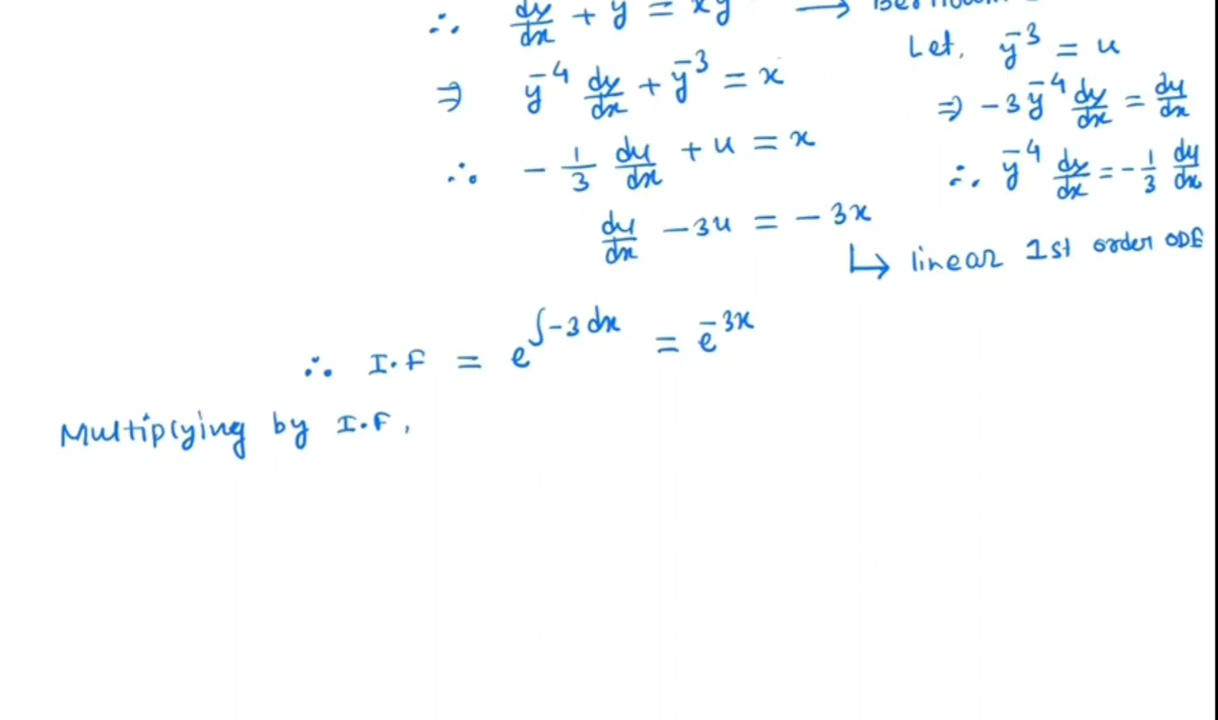 ∴ dy/dx + y = xy →
Let, y⁻³ = u
⇒ y⁻⁴ dy/dx + y⁻³ = x
⇒ -3y⁻⁴ dy/dx = du/dx
∴ - 1/3 du/dx + u = x
∴ y⁻⁴ dy/dx = - 1/3 du/dx
du/dx - 3u = - 3x
↳ linear 1st order ODE
∴ I.F = e^∫-3dx = e⁻³ˣ
Multiplying by I.F,